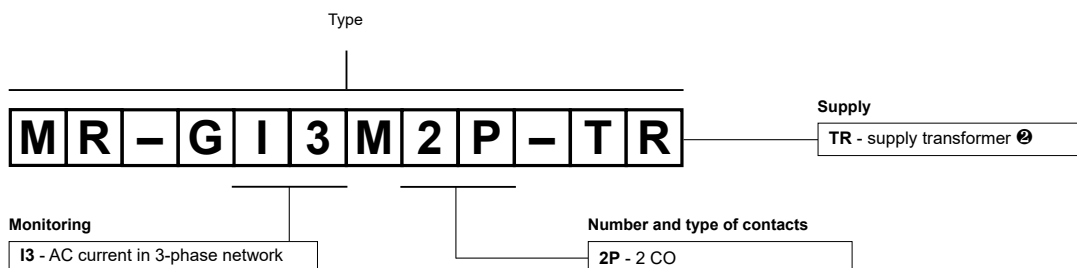 Type
MR–GI3M2P–TR
Supply
TR - supply transformer ❷
Monitoring
I3 - AC current in 3-phase network
Number and type of contacts
2P - 2 CO